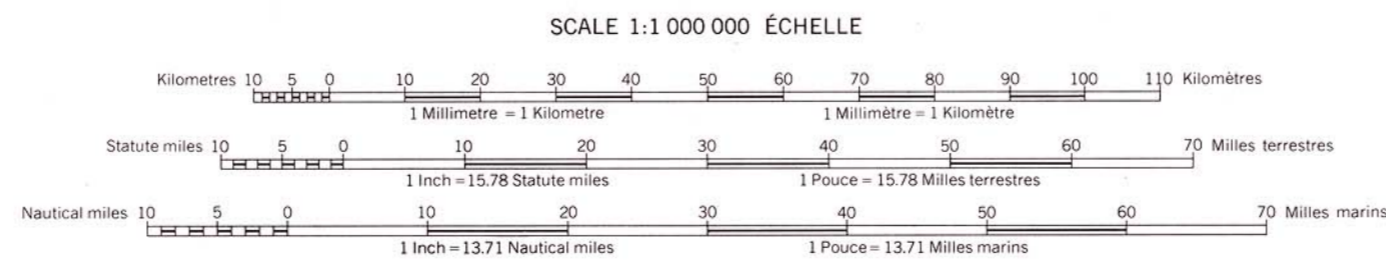 SCALE 1:1 000 000 ÉCHELLE
Kilometres 10 5 0 10 20 30 40 50 60 70 80 90 100 110 Kilomètres
1 Millimetre = 1 Kilometre 1 Millimètre = 1 Kilomètre
Statute miles 10 5 0 10 20 30 40 50 60 70 Milles terrestres
1 Inch = 15.78 Statute miles 1 Pouce = 15.78 Milles terrestres
Nautical miles 10 5 0 10 20 30 40 50 60 70 Milles marins
1 Inch = 13.71 Nautical miles 1 Pouce = 13.71 Milles marins